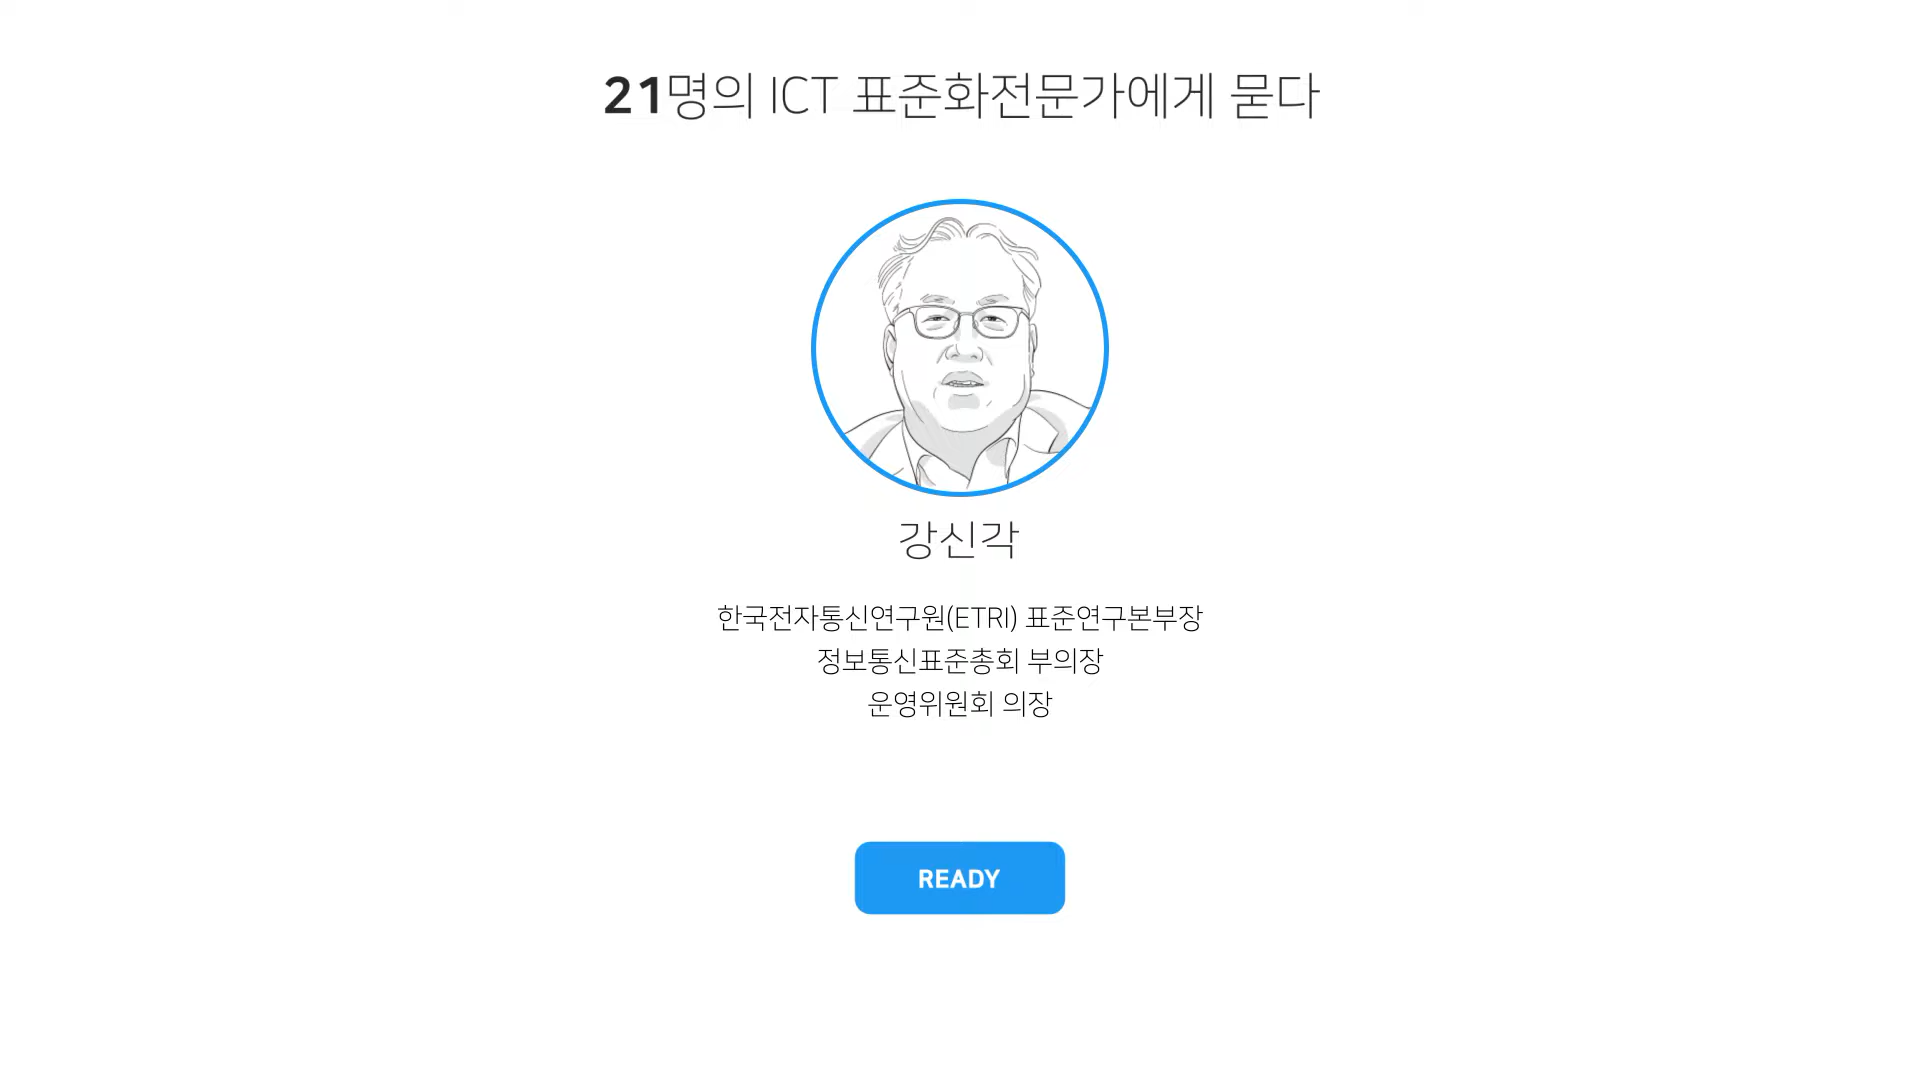 21명의 ICT 표준화전문가에게 묻다
강신각
한국전자통신연구원(ETRI) 표준연구본부장
정보통신표준총회 부의장
운영위원회 의장
READY